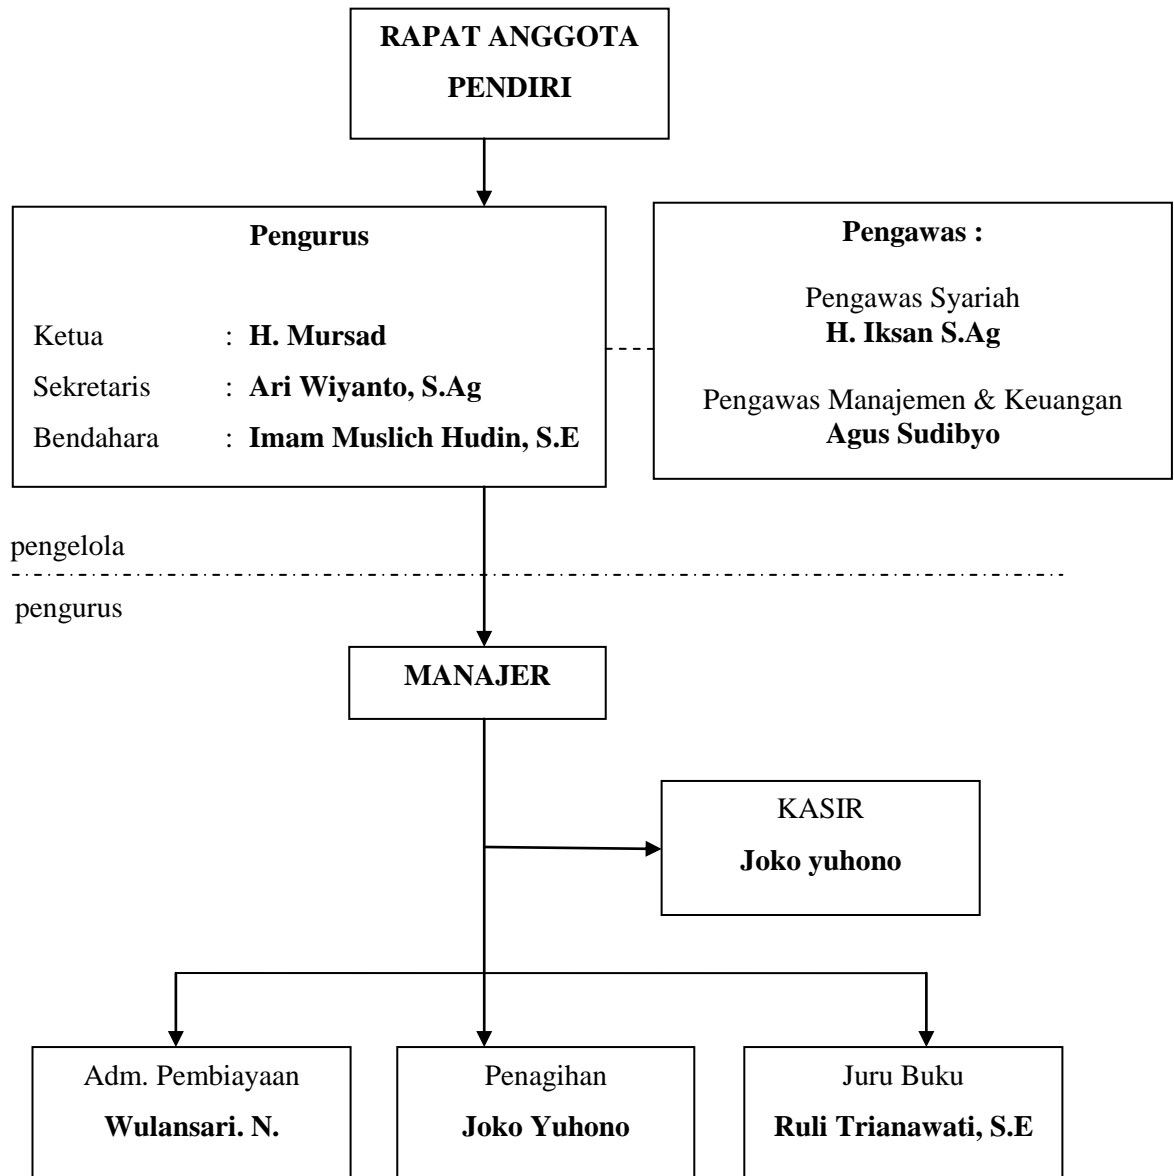 RAPAT ANGGOTA
PENDIRI
Pengurus
Ketua : H. Mursad
Sekretaris : Ari Wiyanto, S.Ag
Bendahara : Imam Muslich Hudin, S.E
Pengawas :
Pengawas Syariah
H. Iksan S.Ag
Pengawas Manajemen & Keuangan
Agus Sudibyo
pengelola
pengurus
MANAJER
KASIR
Joko yuhono
Adm. Pembiayaan
Wulansari. N.
Penagihan
Joko Yuhono
Juru Buku
Ruli Trianawati, S.E